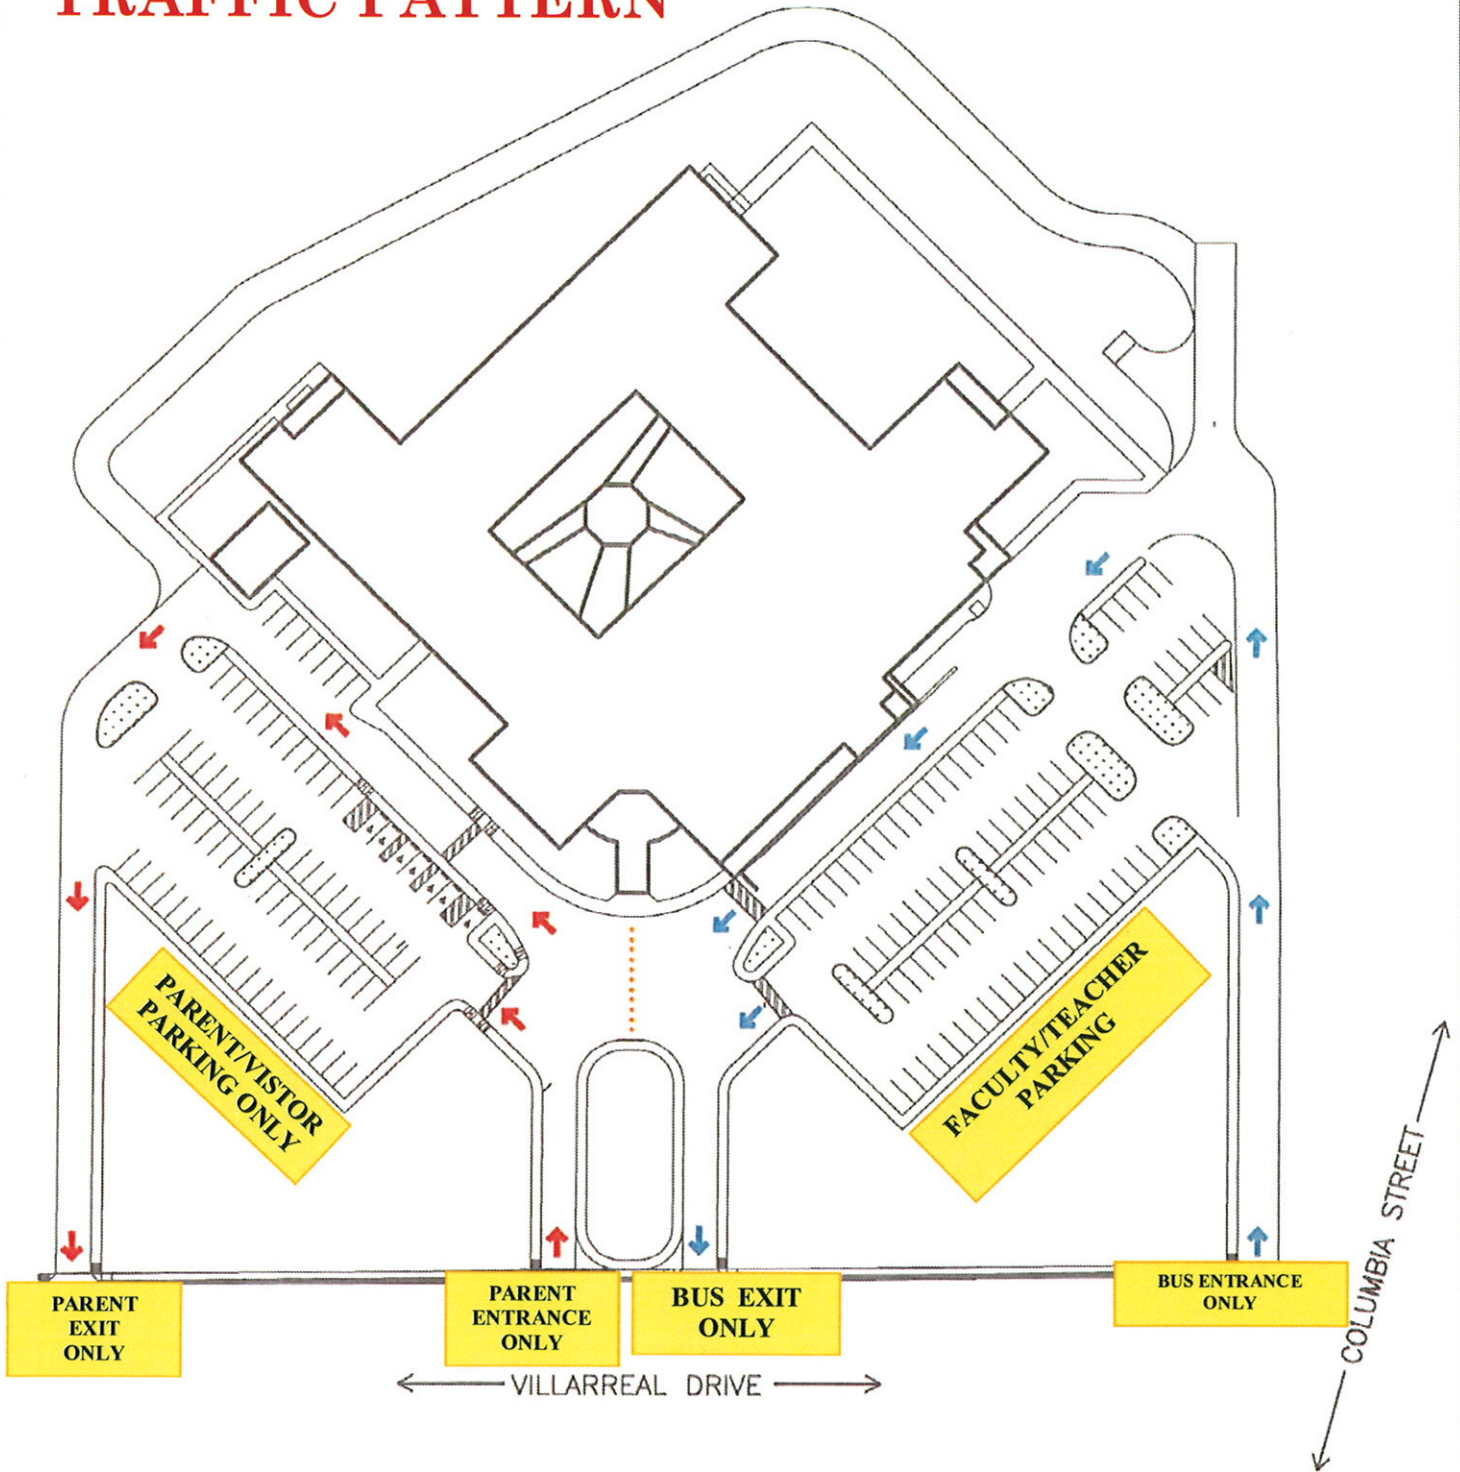 TRAFFIC PATTERN
PARENT/VISTOR
PARKING ONLY
FACULTY/TEACHER
PARKING
PARENT
EXIT
ONLY
PARENT
ENTRANCE
ONLY
BUS EXIT
ONLY
BUS ENTRANCE
ONLY
VILLARREAL DRIVE
COLUMBIA STREET